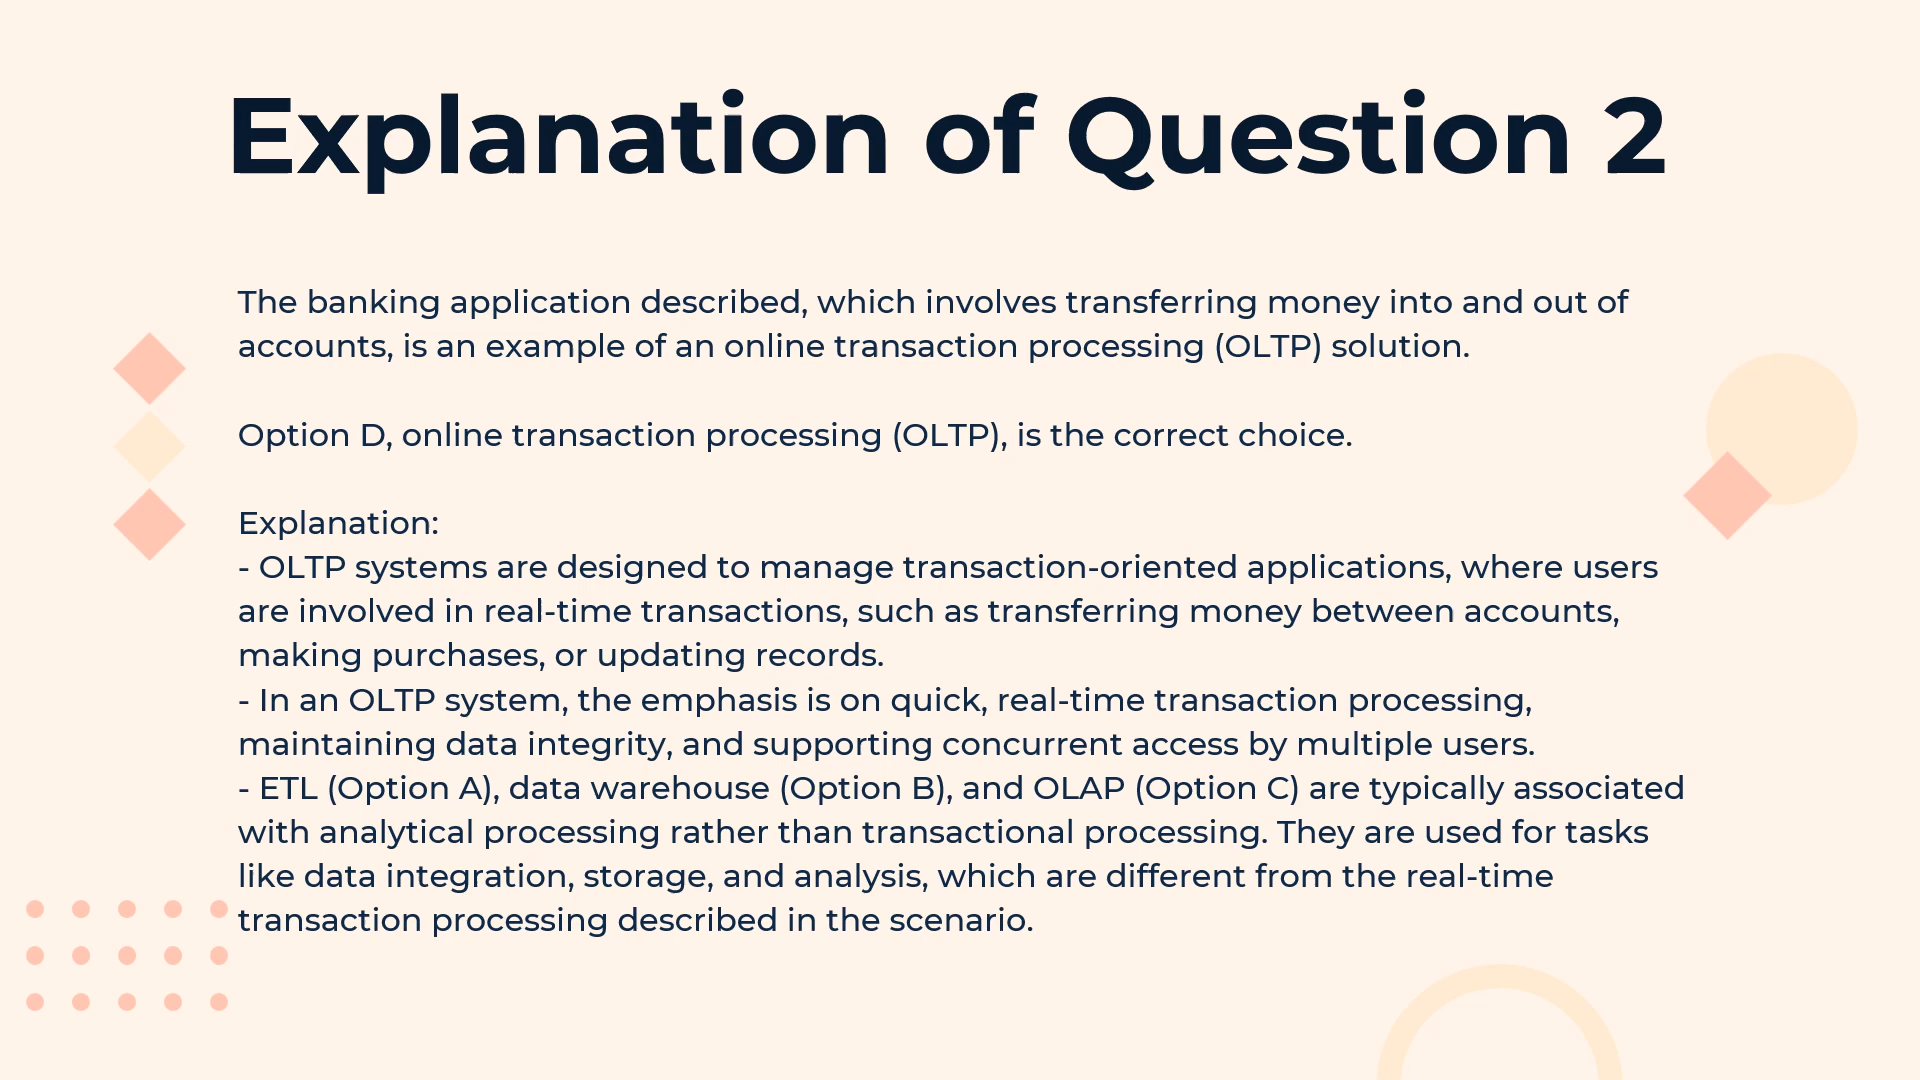 Explanation of Question 2
The banking application described, which involves transferring money into and out of
accounts, is an example of an online transaction processing (OLTP) solution.
Option D, online transaction processing (OLTP), is the correct choice.
Explanation:
- OLTP systems are designed to manage transaction-oriented applications, where users
are involved in real-time transactions, such as transferring money between accounts,
making purchases, or updating records.
- In an OLTP system, the emphasis is on quick, real-time transaction processing,
maintaining data integrity, and supporting concurrent access by multiple users.
- ETL (Option A), data warehouse (Option B), and OLAP (Option C) are typically associated
with analytical processing rather than transactional processing. They are used for tasks
like data integration, storage, and analysis, which are different from the real-time
transaction processing described in the scenario.